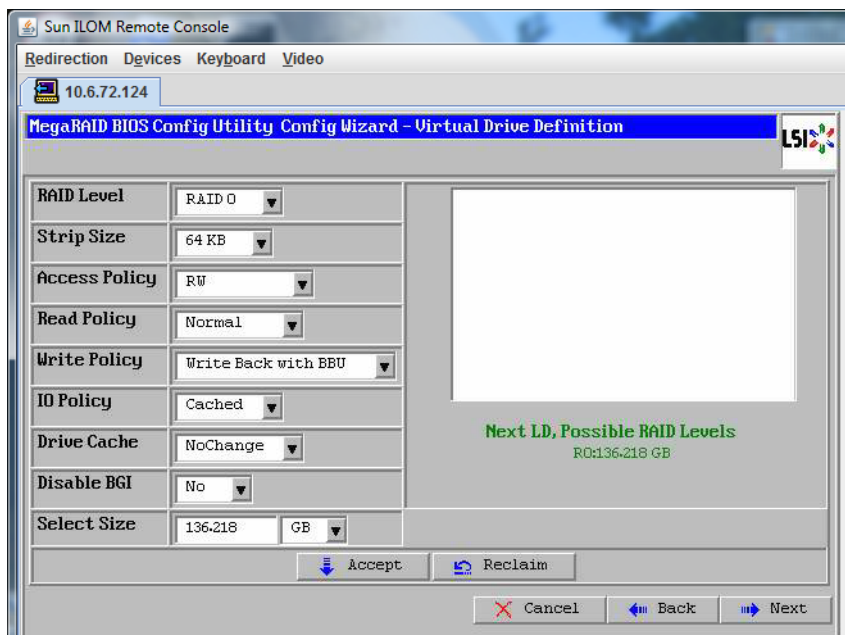 Sun ILOM Remote Console
Redirection Devices Keyboard Video
10.6.72.124
MegaRAID BIOS Config Utility Config Wizard - Virtual Drive Definition
LSI
RAID Level RAID 0
Strip Size 64 KB
Access Policy RW
Read Policy Normal
Write Policy Write Back with BBU
IO Policy Cached
Drive Cache NoChange
Disable BGI No
Select Size 136.218 GB
Next LD, Possible RAID Levels
R0:136.218 GB
Accept Reclaim
Cancel Back Next